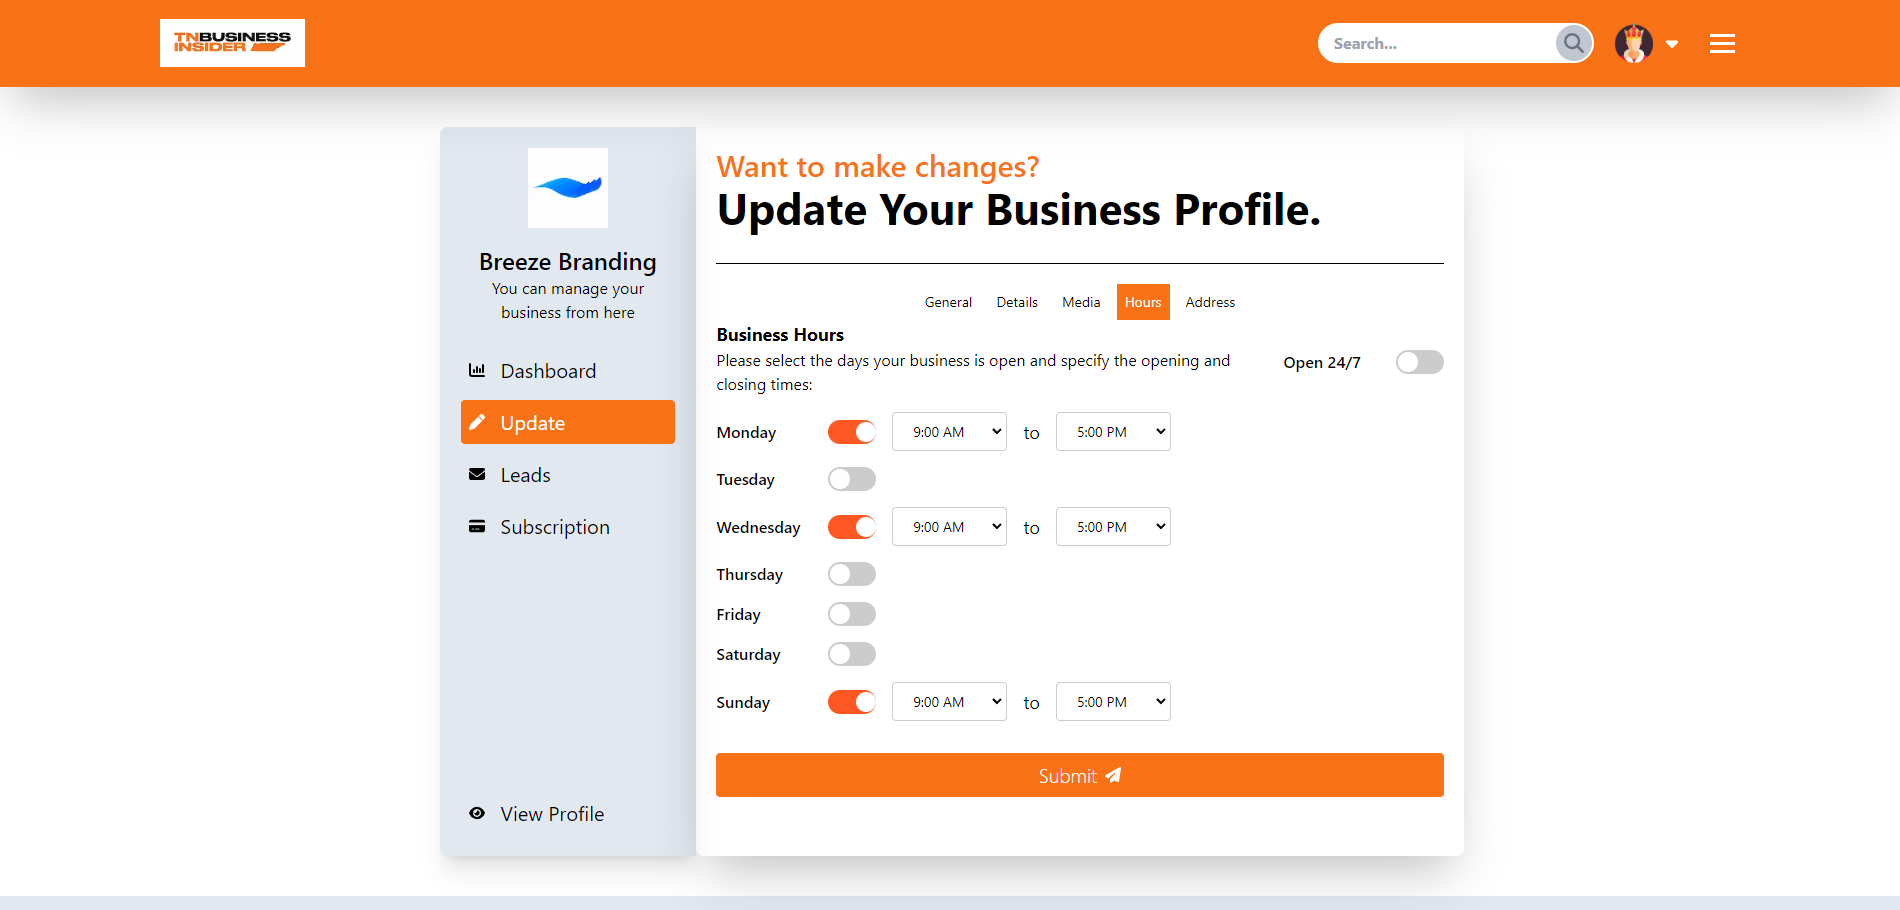 TNBUSINESS
INSIDER
Search...
Breeze Branding
You can manage your
business from here
Dashboard
Update
Leads
Subscription
View Profile
Want to make changes?
Update Your Business Profile.
General Details Media Hours Address
Business Hours
Please select the days your business is open and specify the opening and
closing times:
Open 24/7
Monday 9:00 AM to 5:00 PM
Tuesday
Wednesday 9:00 AM to 5:00 PM
Thursday
Friday
Saturday
Sunday 9:00 AM to 5:00 PM
Submit